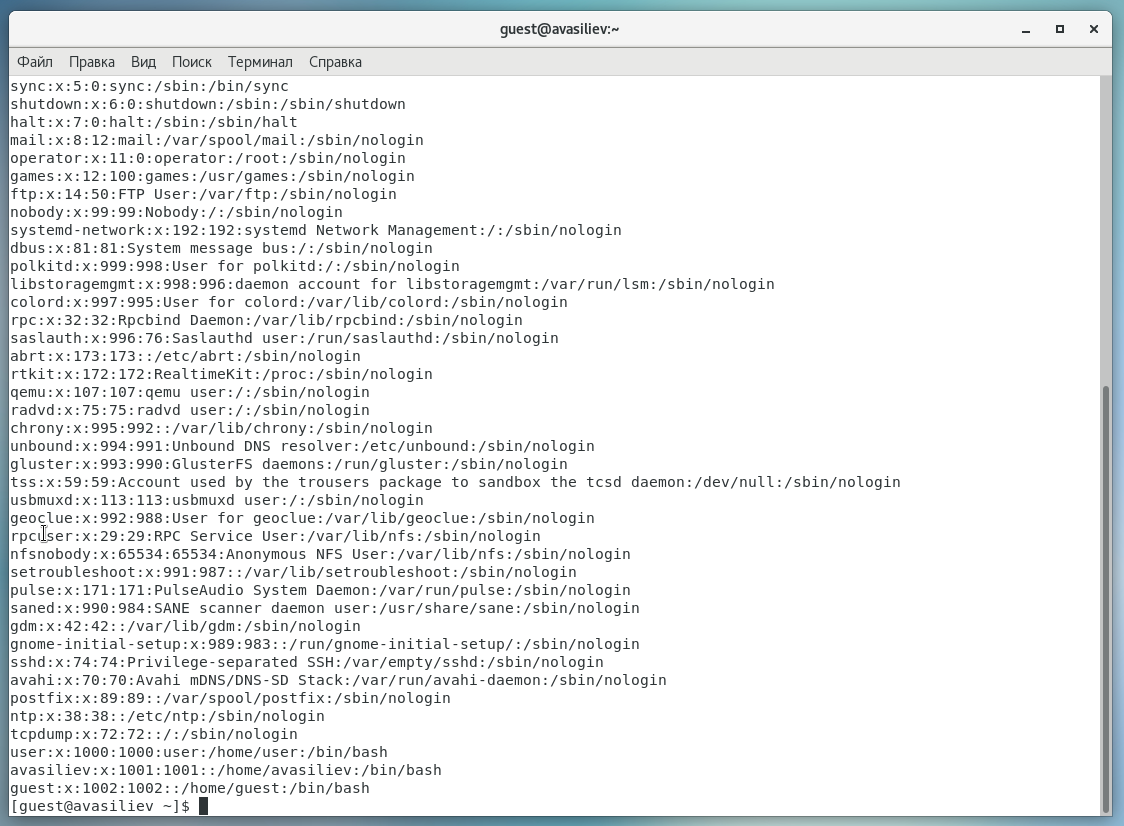 guest@avasiliev:~
Файл Правка Вид Поиск Терминал Справка
sync:x:5:0:sync:/sbin:/bin/sync
shutdown:x:6:0:shutdown:/sbin:/sbin/shutdown
halt:x:7:0:halt:/sbin:/sbin/halt
mail:x:8:12:mail:/var/spool/mail:/sbin/nologin
operator:x:11:0:operator:/root:/sbin/nologin
games:x:12:100:games:/usr/games:/sbin/nologin
ftp:x:14:50:FTP User:/var/ftp:/sbin/nologin
nobody:x:99:99:Nobody:/:/sbin/nologin
systemd-network:x:192:192:systemd Network Management:/:/sbin/nologin
dbus:x:81:81:System message bus:/:/sbin/nologin
polkitd:x:999:998:User for polkitd:/:/sbin/nologin
libstoragemgmt:x:998:996:daemon account for libstoragemgmt:/var/run/lsm:/sbin/nologin
colord:x:997:995:User for colord:/var/lib/colord:/sbin/nologin
rpc:x:32:32:Rpcbind Daemon:/var/lib/rpcbind:/sbin/nologin
saslauth:x:996:76:Saslauthd user:/run/saslauthd:/sbin/nologin
abrt:x:173:173::/etc/abrt:/sbin/nologin
rtkit:x:172:172:RealtimeKit:/proc:/sbin/nologin
qemu:x:107:107:qemu user:/:/sbin/nologin
radvd:x:75:75:radvd user:/:/sbin/nologin
chrony:x:995:992::/var/lib/chrony:/sbin/nologin
unbound:x:994:991:Unbound DNS resolver:/etc/unbound:/sbin/nologin
gluster:x:993:990:GlusterFS daemons:/run/gluster:/sbin/nologin
tss:x:59:59:Account used by the trousers package to sandbox the tcsd daemon:/dev/null:/sbin/nologin
usbmuxd:x:113:113:usbmuxd user:/:/sbin/nologin
geoclue:x:992:988:User for geoclue:/var/lib/geoclue:/sbin/nologin
rpcuser:x:29:29:RPC Service User:/var/lib/nfs:/sbin/nologin
nfsnobody:x:65534:65534:Anonymous NFS User:/var/lib/nfs:/sbin/nologin
setroubleshoot:x:991:987::/var/lib/setroubleshoot:/sbin/nologin
pulse:x:171:171:PulseAudio System Daemon:/var/run/pulse:/sbin/nologin
saned:x:990:984:SANE scanner daemon user:/usr/share/sane:/sbin/nologin
gdm:x:42:42::/var/lib/gdm:/sbin/nologin
gnome-initial-setup:x:989:983::/run/gnome-initial-setup/:/sbin/nologin
sshd:x:74:74:Privilege-separated SSH:/var/empty/sshd:/sbin/nologin
avahi:x:70:70:Avahi mDNS/DNS-SD Stack:/var/run/avahi-daemon:/sbin/nologin
postfix:x:89:89::/var/spool/postfix:/sbin/nologin
ntp:x:38:38::/etc/ntp:/sbin/nologin
tcpdump:x:72:72::/:/sbin/nologin
user:x:1000:1000:user:/home/user:/bin/bash
avasiliev:x:1001:1001::/home/avasiliev:/bin/bash
guest:x:1002:1002::/home/guest:/bin/bash
[guest@avasiliev ~]$